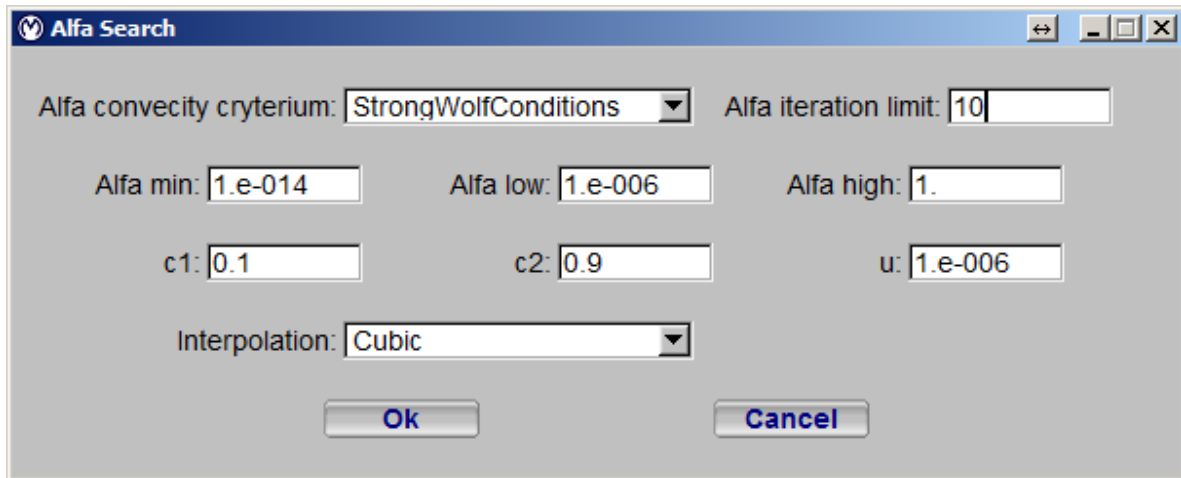 Alfa Search
Alfa convecity cryterium: StrongWolfConditions Alfa iteration limit: 10
Alfa min: 1.e-014 Alfa low: 1.e-006 Alfa high: 1.
c1: 0.1 c2: 0.9 u: 1.e-006
Interpolation: Cubic
Ok Cancel